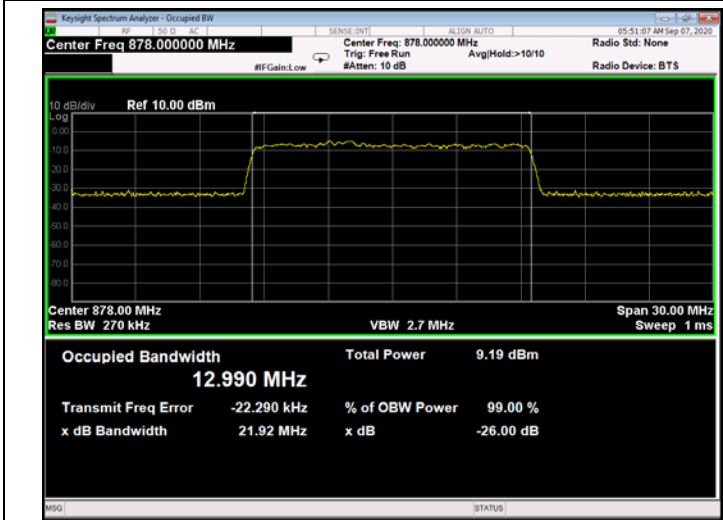 Keysight Spectrum Analyzer - Occupied BW
RF 50 Ω AC SENSE:INT ALIGN AUTO 05:51:07 AM Sep 07, 2020
Center Freq 878.000000 MHz Center Freq: 878.000000 MHz Radio Std: None
Trig: Free Run Avg|Hold:>10/10
#IFGain:Low #Atten: 10 dB Radio Device: BTS
10 dB/div Ref 10.00 dBm
Log
0.00
-10.0
-20.0
-30.0
-40.0
-50.0
-60.0
-70.0
-80.0
Center 878.00 MHz Span 30.00 MHz
Res BW 270 kHz VBW 2.7 MHz Sweep 1 ms
Occupied Bandwidth Total Power 9.19 dBm
12.990 MHz
Transmit Freq Error -22.290 kHz % of OBW Power 99.00 %
x dB Bandwidth 21.92 MHz x dB -26.00 dB
MSG STATUS